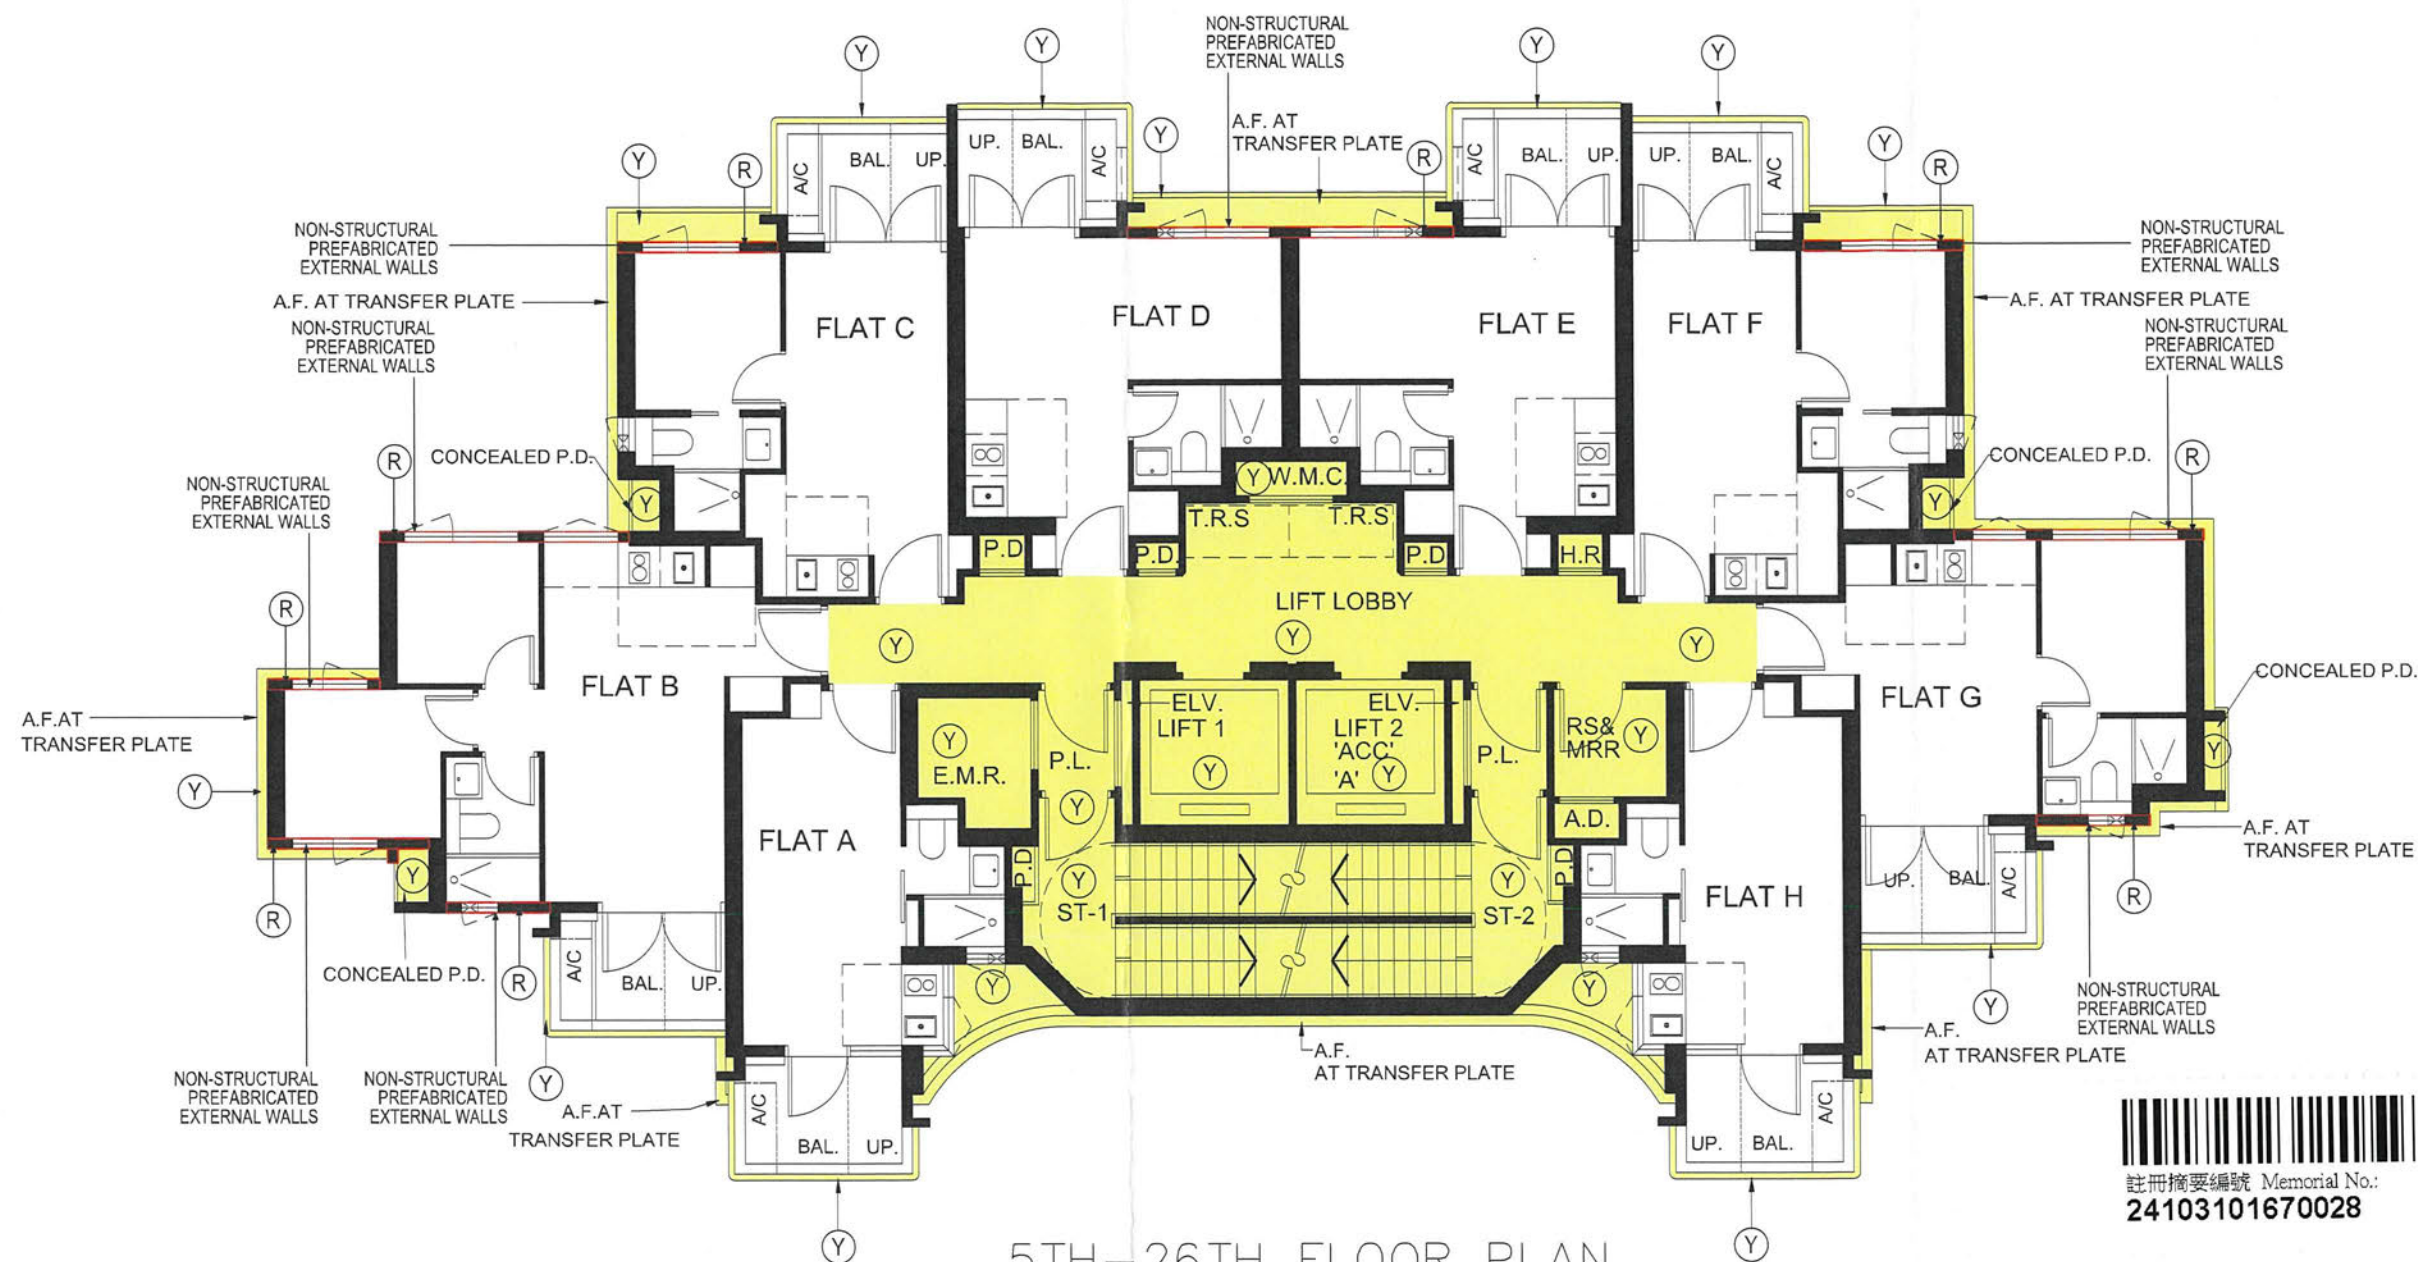 NON-STRUCTURAL
PREFABRICATED
EXTERNAL WALLS
Y
Y
Y
Y
A.F. AT
TRANSFER PLATE
Y
R
Y
R
Y
R
A/C
BAL.
UP.
UP.
BAL.
A/C
A/C
BAL.
UP.
UP.
BAL.
A/C
NON-STRUCTURAL
PREFABRICATED
EXTERNAL WALLS
NON-STRUCTURAL
PREFABRICATED
EXTERNAL WALLS
A.F. AT TRANSFER PLATE
A.F. AT TRANSFER PLATE
NON-STRUCTURAL
PREFABRICATED
EXTERNAL WALLS
NON-STRUCTURAL
PREFABRICATED
EXTERNAL WALLS
FLAT C
FLAT D
FLAT E
FLAT F
R
CONCEALED P.D.
CONCEALED P.D.
R
NON-STRUCTURAL
PREFABRICATED
EXTERNAL WALLS
Y
Y W.M.C.
Y
T.R.S
T.R.S
P.D
P.D.
P.D
H.R
R
LIFT LOBBY
Y
Y
Y
FLAT B
FLAT G
CONCEALED P.D.
A.F.AT
TRANSFER PLATE
Y
ELV.
LIFT 1
Y
ELV.
LIFT 2
'ACC'
'A'
Y
Y
E.M.R.
P.L.
Y
P.L.
RS&
MRR
Y
Y
A.D.
FLAT A
A.F. AT
TRANSFER PLATE
Y
R
P.D
Y
ST-1
Y
ST-2
P.D
FLAT H
UP.
BAL.
A/C
R
CONCEALED P.D.
R
A/C
BAL.
UP.
Y
Y
Y
NON-STRUCTURAL
PREFABRICATED
EXTERNAL WALLS
A.F.
AT TRANSFER PLATE
A.F.
AT TRANSFER PLATE
NON-STRUCTURAL
PREFABRICATED
EXTERNAL WALLS
NON-STRUCTURAL
PREFABRICATED
EXTERNAL WALLS
Y
A.F.AT
TRANSFER PLATE
A/C
BAL.
UP.
UP.
BAL.
A/C
Y
Y
註冊摘要編號 Memorial No.:
24103101670028
5TH-26TH FLOOR PLAN